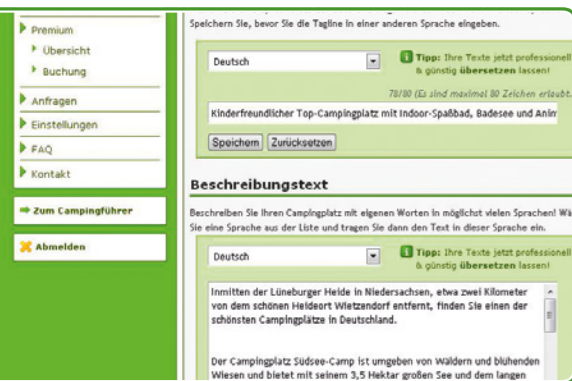 Premium
Übersicht
Buchung
Anfragen
Einstellungen
FAQ
Kontakt
Zum Campingführer
Abmelden
Speichern Sie, bevor Sie die Tagline in einer anderen Sprache eingeben.
Deutsch
Tipp: Ihre Texte jetzt professionell
& günstig übersetzen lassen!
78/80 (Es sind maximal 80 Zeichen erlaubt.
Kinderfreundlicher Top-Campingplatz mit Indoor-Spaßbad, Badesee und Anim
Speichern Zurücksetzen
Beschreibungstext
Beschreiben Sie Ihren Campingplatz mit eigenen Worten in möglichst vielen Sprachen! Wä
Sie eine Sprache aus der Liste und tragen Sie dann den Text in dieser Sprache ein.
Deutsch
Tipp: Ihre Texte jetzt professionell
& günstig übersetzen lassen!
Inmitten der Lüneburger Heide in Niedersachsen, etwa zwei Kilometer
von dem schönen Heideort Wietzendorf entfernt, finden Sie einen der
schönsten Campingplätze in Deutschland.
Der Campingplatz Südsee-Camp ist umgeben von Wäldern und blühenden
Wiesen und bietet mit seinem 3,5 Hektar großen See und dem langen